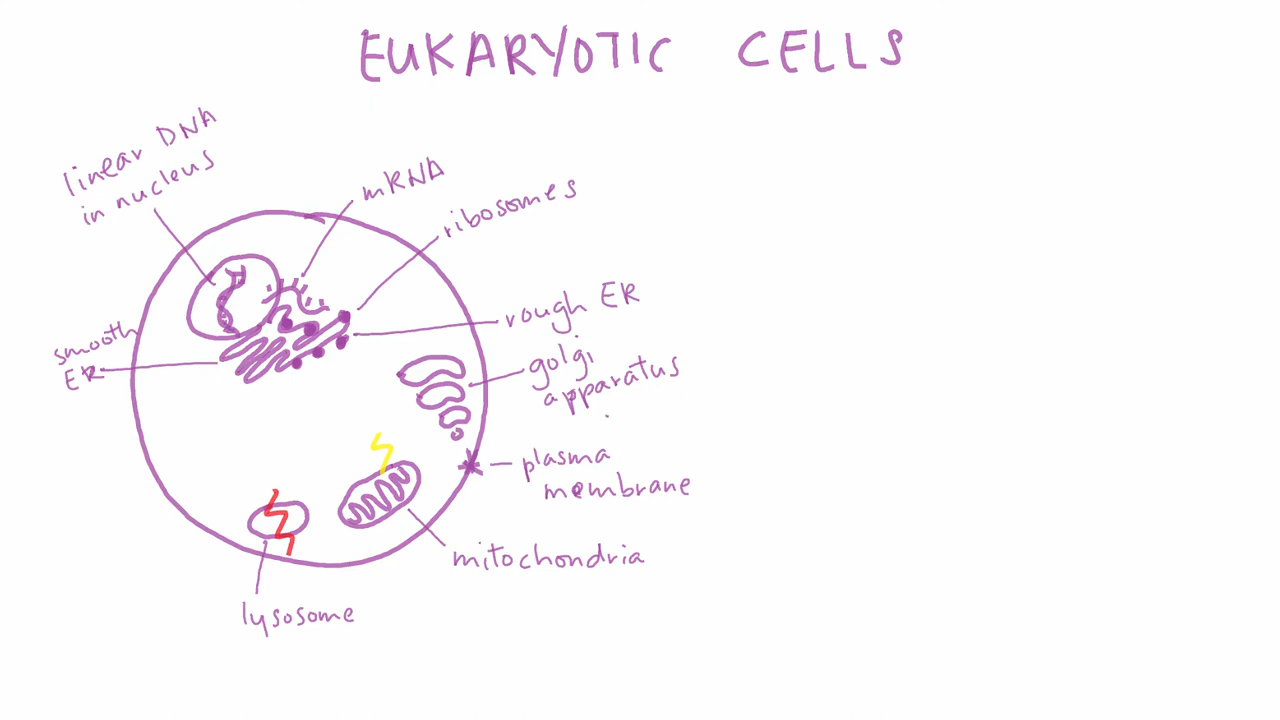 EUKARYOTIC CELLS
linear DNA
in nucleus
mRNA
ribosomes
rough ER
smooth
ER
golgi
apparatus
plasma
membrane
mitochondria
lysosome